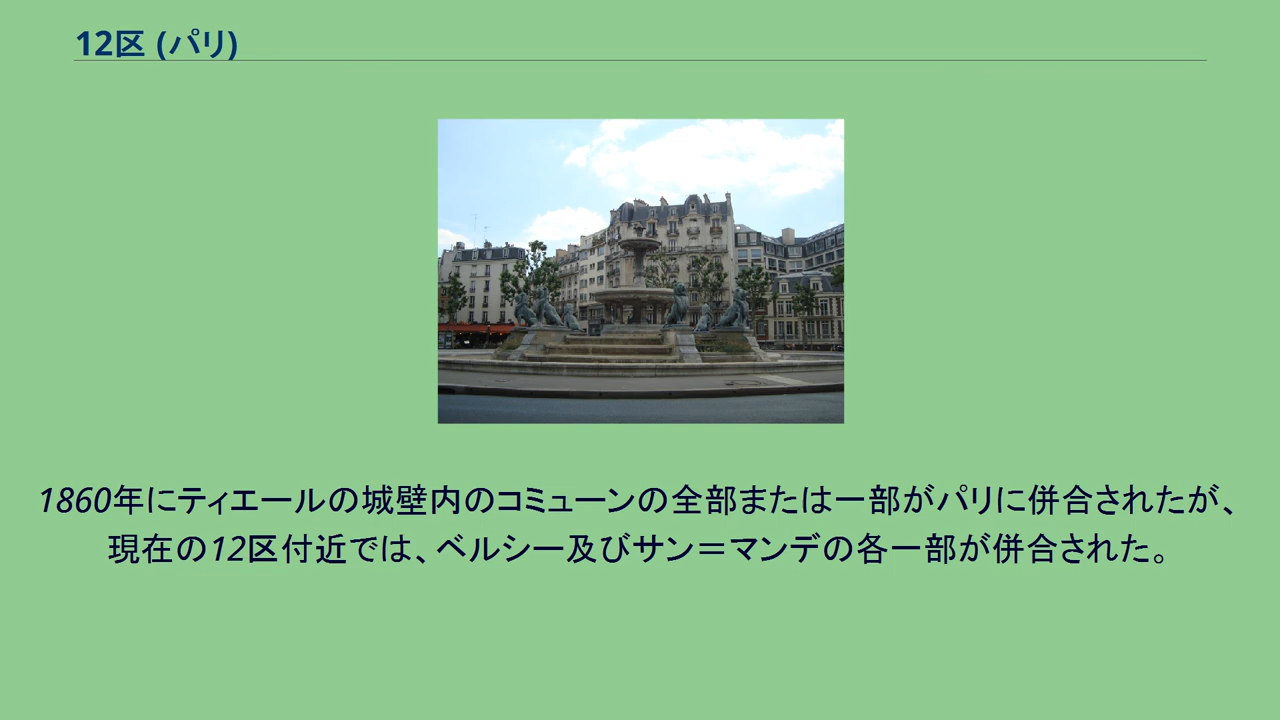 12区 (パリ)
1860年にティエールの城壁内のコミューンの全部または一部がパリに併合されたが、
現在の12区付近では、ベルシー及びサン＝マンデの各一部が併合された。